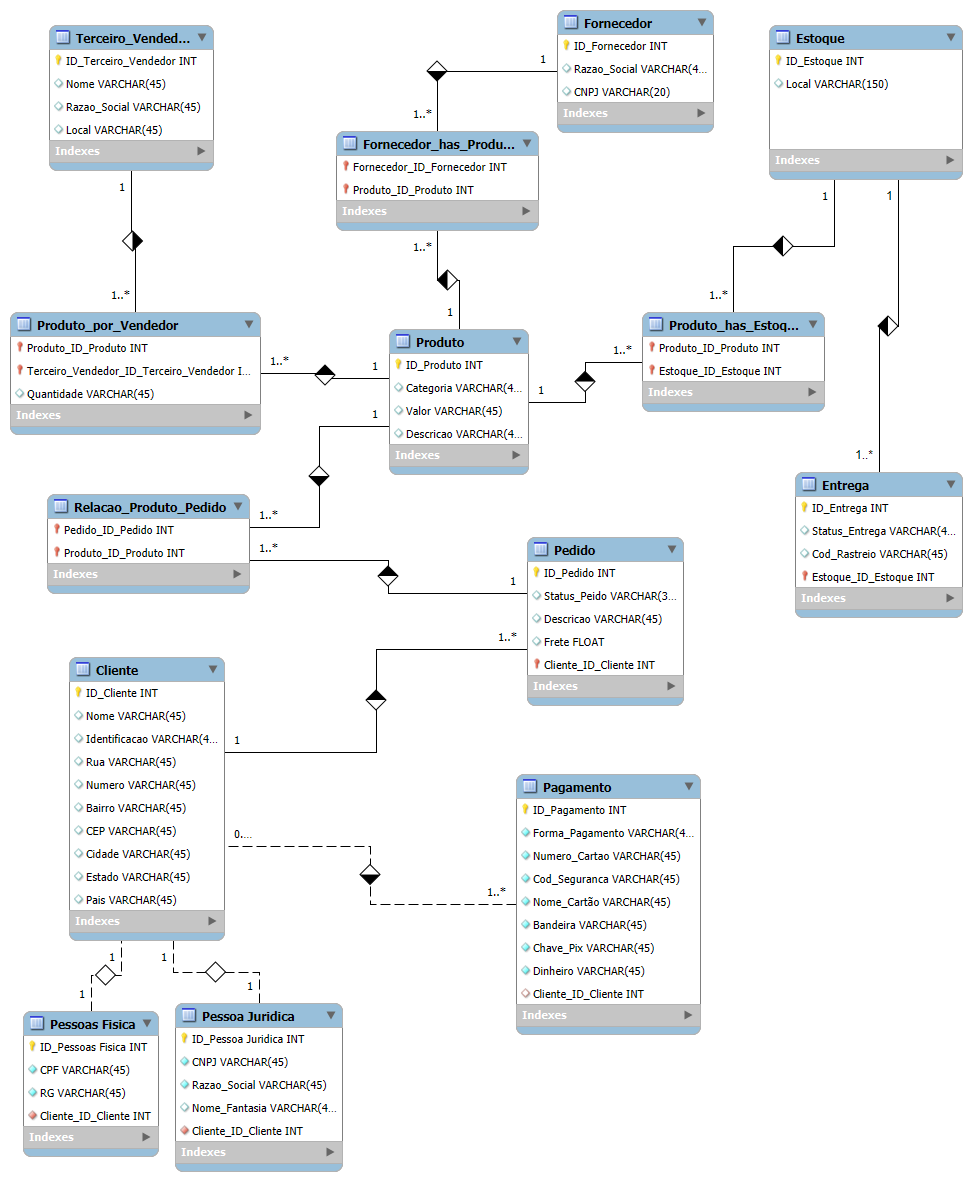 Terceiro_Vended...
ID_Terceiro_Vendedor INT
Nome VARCHAR(45)
Razao_Social VARCHAR(45)
Local VARCHAR(45)
Indexes
Fornecedor
ID_Fornecedor INT
Razao_Social VARCHAR(4...
CNPJ VARCHAR(20)
Indexes
Estoque
ID_Estoque INT
Local VARCHAR(150)
Indexes
1
1..*
Fornecedor_has_Produ...
Fornecedor_ID_Fornecedor INT
Produto_ID_Produto INT
Indexes
1
1..*
1..*
1
1
1..*
1
1..*
Produto_por_Vendedor
Produto_ID_Produto INT
Terceiro_Vendedor_ID_Terceiro_Vendedor I...
Quantidade VARCHAR(45)
Indexes
1..*
1
Produto
ID_Produto INT
Categoria VARCHAR(4...
Valor VARCHAR(45)
Descricao VARCHAR(4...
Indexes
1
1..*
Produto_has_Estoq...
Produto_ID_Produto INT
Estoque_ID_Estoque INT
Indexes
1
1..*
Relacao_Produto_Pedido
Pedido_ID_Pedido INT
Produto_ID_Produto INT
Indexes
1..*
1
Entrega
ID_Entrega INT
Status_Entrega VARCHAR(4...
Cod_Rastreio VARCHAR(45)
Estoque_ID_Estoque INT
Indexes
Pedido
ID_Pedido INT
Status_Peido VARCHAR(3...
Descricao VARCHAR(45)
Frete FLOAT
Cliente_ID_Cliente INT
Indexes
1..*
1
Cliente
ID_Cliente INT
Nome VARCHAR(45)
Identificacao VARCHAR(4...
Rua VARCHAR(45)
Numero VARCHAR(45)
Bairro VARCHAR(45)
CEP VARCHAR(45)
Cidade VARCHAR(45)
Estado VARCHAR(45)
Pais VARCHAR(45)
Indexes
0....
1..*
Pagamento
ID_Pagamento INT
Forma_Pagamento VARCHAR(4...
Numero_Cartao VARCHAR(45)
Cod_Seguranca VARCHAR(45)
Nome_Cartão VARCHAR(45)
Bandeira VARCHAR(45)
Chave_Pix VARCHAR(45)
Dinheiro VARCHAR(45)
Cliente_ID_Cliente INT
Indexes
1
1
1
1
Pessoas Fisica
ID_Pessoas Fisica INT
CPF VARCHAR(45)
RG VARCHAR(45)
Cliente_ID_Cliente INT
Indexes
Pessoa Juridica
ID_Pessoa Juridica INT
CNPJ VARCHAR(45)
Razao_Social VARCHAR(45)
Nome_Fantasia VARCHAR(4...
Cliente_ID_Cliente INT
Indexes